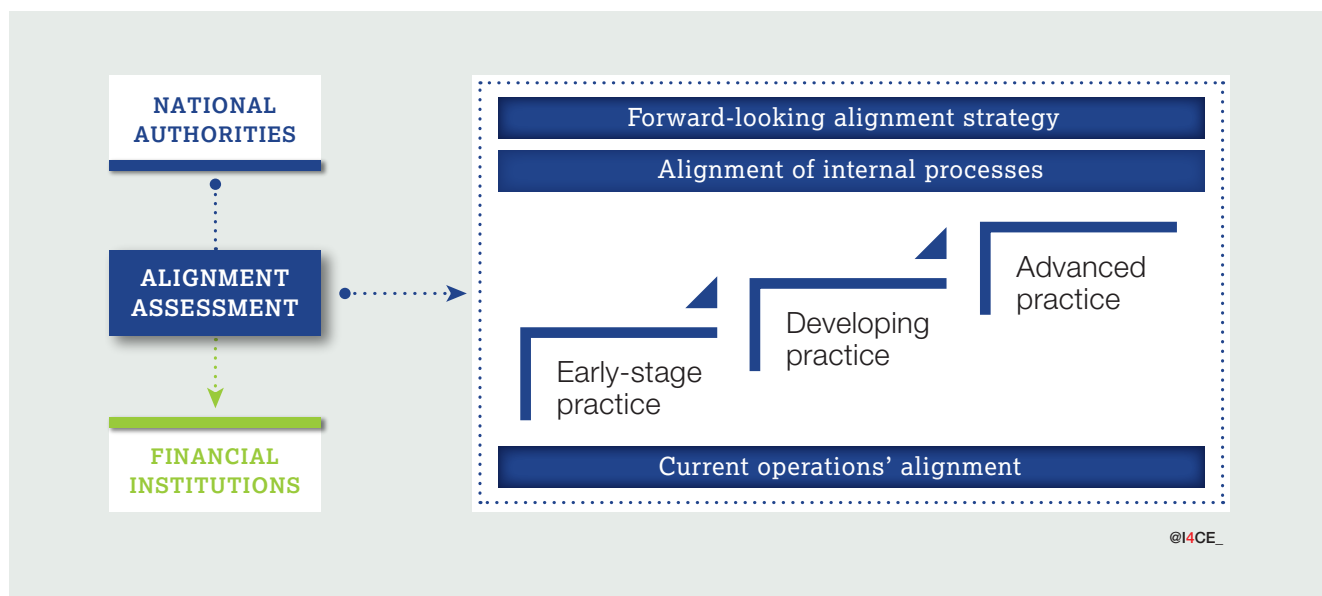 NATIONAL
AUTHORITIES
ALIGNMENT
ASSESSMENT
FINANCIAL
INSTITUTIONS
Forward-looking alignment strategy
Alignment of internal processes
Early-stage
practice
Developing
practice
Advanced
practice
Current operations’ alignment
@I4CE_